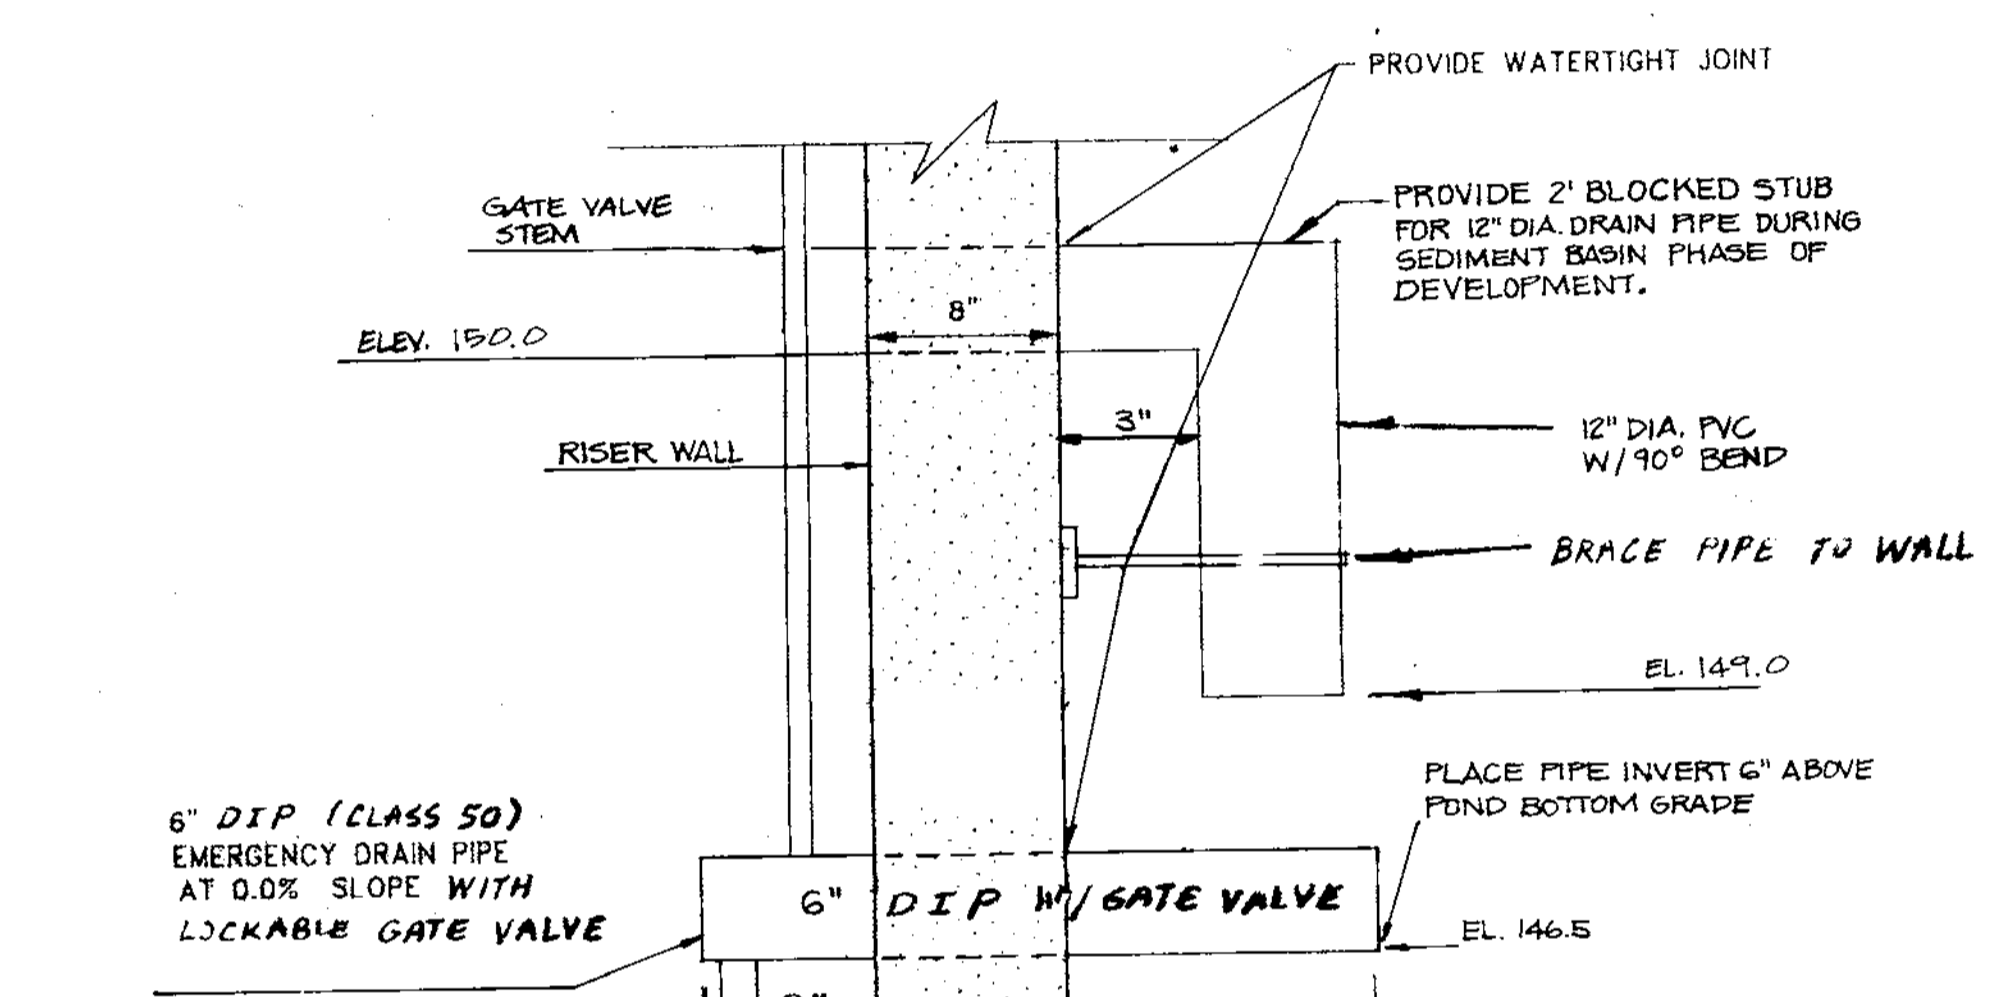 PROVIDE WATERTIGHT JOINT
GATE VALVE
STEM
PROVIDE 2' BLOCKED STUB
FOR 12" DIA. DRAIN PIPE DURING
SEDIMENT BASIN PHASE OF
DEVELOPMENT.
8"
ELEV. 150.0
3"
12" DIA. PVC
W/90° BEND
RISER WALL
BRACE PIPE TO WALL
EL. 149.0
PLACE PIPE INVERT 6" ABOVE
POND BOTTOM GRADE
6" DIP (CLASS 50)
EMERGENCY DRAIN PIPE
AT 0.0% SLOPE WITH
LOCKABLE GATE VALVE
6" DIP W/ GATE VALVE
EL. 146.5